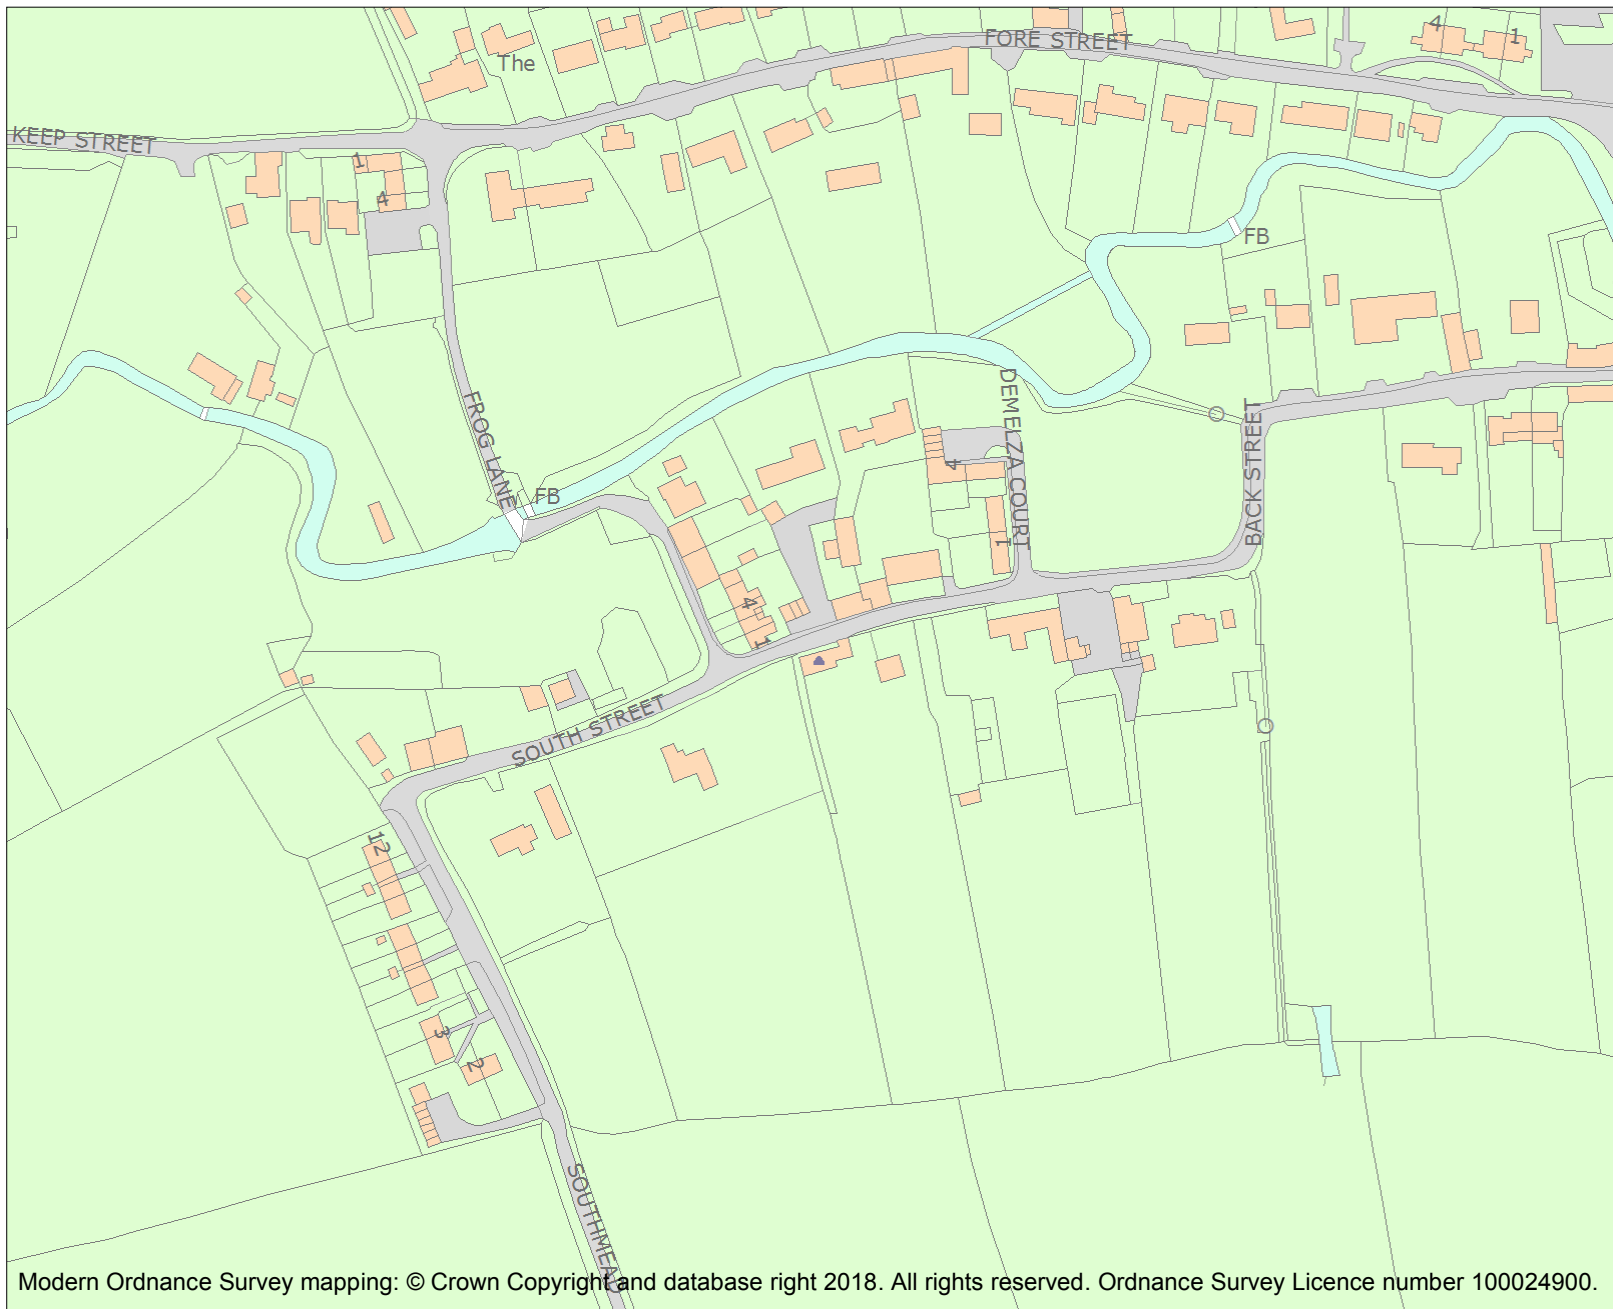 4
1
FORE STREET
The
KEEP STREET
1
4
FB
FROG LANE
DEMELZA COURT
BACK STREET
4
FB
1
4
1
SOUTH STREET
12
3
2
SOUTHMEAD
Modern Ordnance Survey mapping: © Crown Copyright and database right 2018. All rights reserved. Ordnance Survey Licence number 100024900.